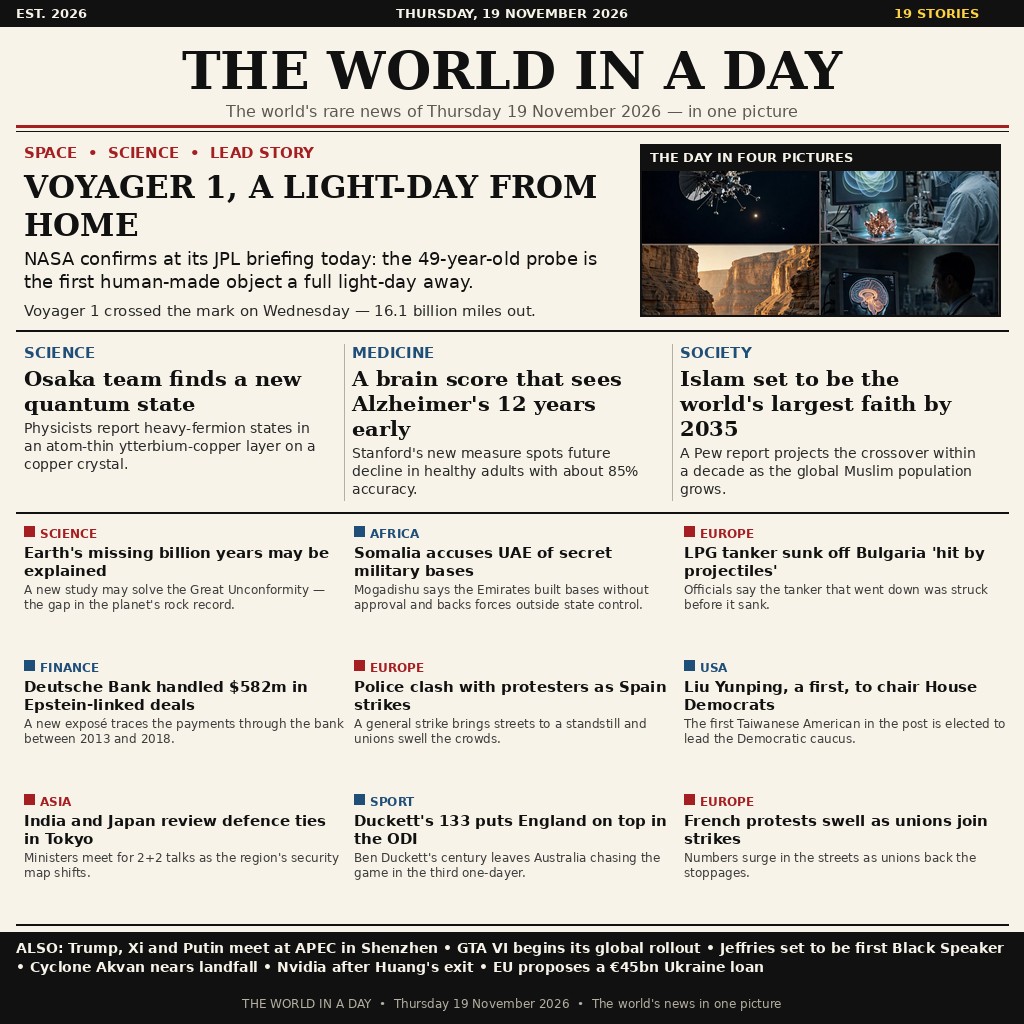 EST. 2026
THURSDAY, 19 NOVEMBER 2026
19 STORIES
THE WORLD IN A DAY
The world's rare news of Thursday 19 November 2026 — in one picture
SPACE • SCIENCE • LEAD STORY
VOYAGER 1, A LIGHT-DAY FROM
HOME
NASA confirms at its JPL briefing today: the 49-year-old probe is
the first human-made object a full light-day away.
Voyager 1 crossed the mark on Wednesday — 16.1 billion miles out.
THE DAY IN FOUR PICTURES
SCIENCE
Osaka team finds a new
quantum state
Physicists report heavy-fermion states in
an atom-thin ytterbium-copper layer on a
copper crystal.
MEDICINE
A brain score that sees
Alzheimer's 12 years
early
Stanford's new measure spots future
decline in healthy adults with about 85%
accuracy.
SOCIETY
Islam set to be the
world's largest faith by
2035
A Pew report projects the crossover within
a decade as the global Muslim population
grows.
SCIENCE
Earth's missing billion years may be
explained
A new study may solve the Great Unconformity —
the gap in the planet's rock record.
AFRICA
Somalia accuses UAE of secret
military bases
Mogadishu says the Emirates built bases without
approval and backs forces outside state control.
EUROPE
LPG tanker sunk off Bulgaria 'hit by
projectiles'
Officials say the tanker that went down was struck
before it sank.
FINANCE
Deutsche Bank handled $582m in
Epstein-linked deals
A new exposé traces the payments through the bank
between 2013 and 2018.
EUROPE
Police clash with protesters as Spain
strikes
A general strike brings streets to a standstill and
unions swell the crowds.
USA
Liu Yunping, a first, to chair House
Democrats
The first Taiwanese American in the post is elected to
lead the Democratic caucus.
ASIA
India and Japan review defence ties
in Tokyo
Ministers meet for 2+2 talks as the region's security
map shifts.
SPORT
Duckett's 133 puts England on top in
the ODI
Ben Duckett's century leaves Australia chasing the
game in the third one-dayer.
EUROPE
French protests swell as unions join
strikes
Numbers surge in the streets as unions back the
stoppages.
ALSO: Trump, Xi and Putin meet at APEC in Shenzhen • GTA VI begins its global rollout • Jeffries set to be first Black Speaker
• Cyclone Akvan nears landfall • Nvidia after Huang's exit • EU proposes a €45bn Ukraine loan
THE WORLD IN A DAY • Thursday 19 November 2026 • The world's news in one picture